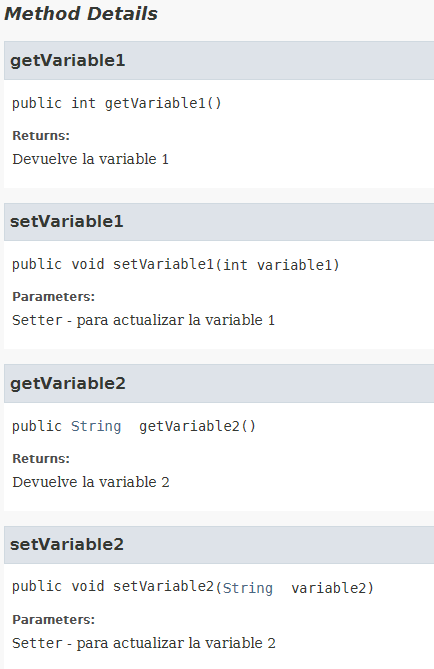 Method Details
getVariable1
public int getVariable1()
Returns:
Devuelve la variable 1
setVariable1
public void setVariable1(int variable1)
Parameters:
Setter - para actualizar la variable 1
getVariable2
public String getVariable2()
Returns:
Devuelve la variable 2
setVariable2
public void setVariable2(String variable2)
Parameters:
Setter - para actualizar la variable 2